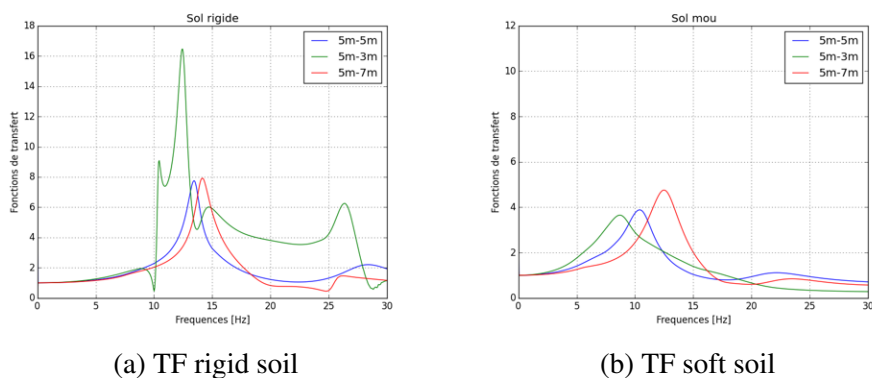 Sol rigide
18
16
14
12
10
8
6
4
2
0
Fonctions de transfert
5m-5m
5m-3m
5m-7m
0 5 10 15 20 25 30
Frequences [Hz]
(a) TF rigid soil
Sol mou
12
10
8
6
4
2
0
Fonctions de transfert
5m-5m
5m-3m
5m-7m
0 5 10 15 20 25 30
Frequences [Hz]
(b) TF soft soil